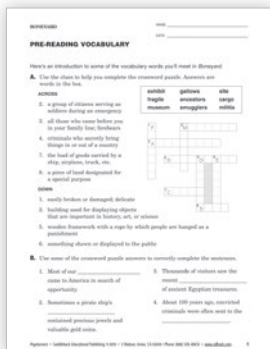 BONEYARD
NAME
DATE
PRE-READING VOCABULARY
Here's an introduction to some of the vocabulary words you'll meet in Boneyard.
A. Use the clues to help you complete the crossword puzzle. Answers are
words in the box.
ACROSS
2. a group of citizens serving as
soldiers during an emergency
3. all those who came before you
in your family line; forebears
4. criminals who secretly bring
things in or out of a country
7. the load of goods carried by a
ship, airplane, truck, etc.
8. a piece of land designated for
a special purpose
exhibit gallows site
fragile ancestors cargo
museum smugglers militia
DOWN
1. easily broken or damaged; delicate
2. building used for displaying objects
that are important in history, art, or science
5. wooden framework with a rope by which people are hanged as a
punishment
6. something shown or displayed to the public
B. Use some of the crossword puzzle answers to correctly complete the sentences.
1. Most of our
came to America in search of
opportunity.
2. Sometimes a pirate ship's
contained precious jewels and
valuable gold coins.
3. Thousands of visitors saw the
recent
of ancient Egyptian treasures.
4. About 100 years ago, convicted
criminals were often sent to the